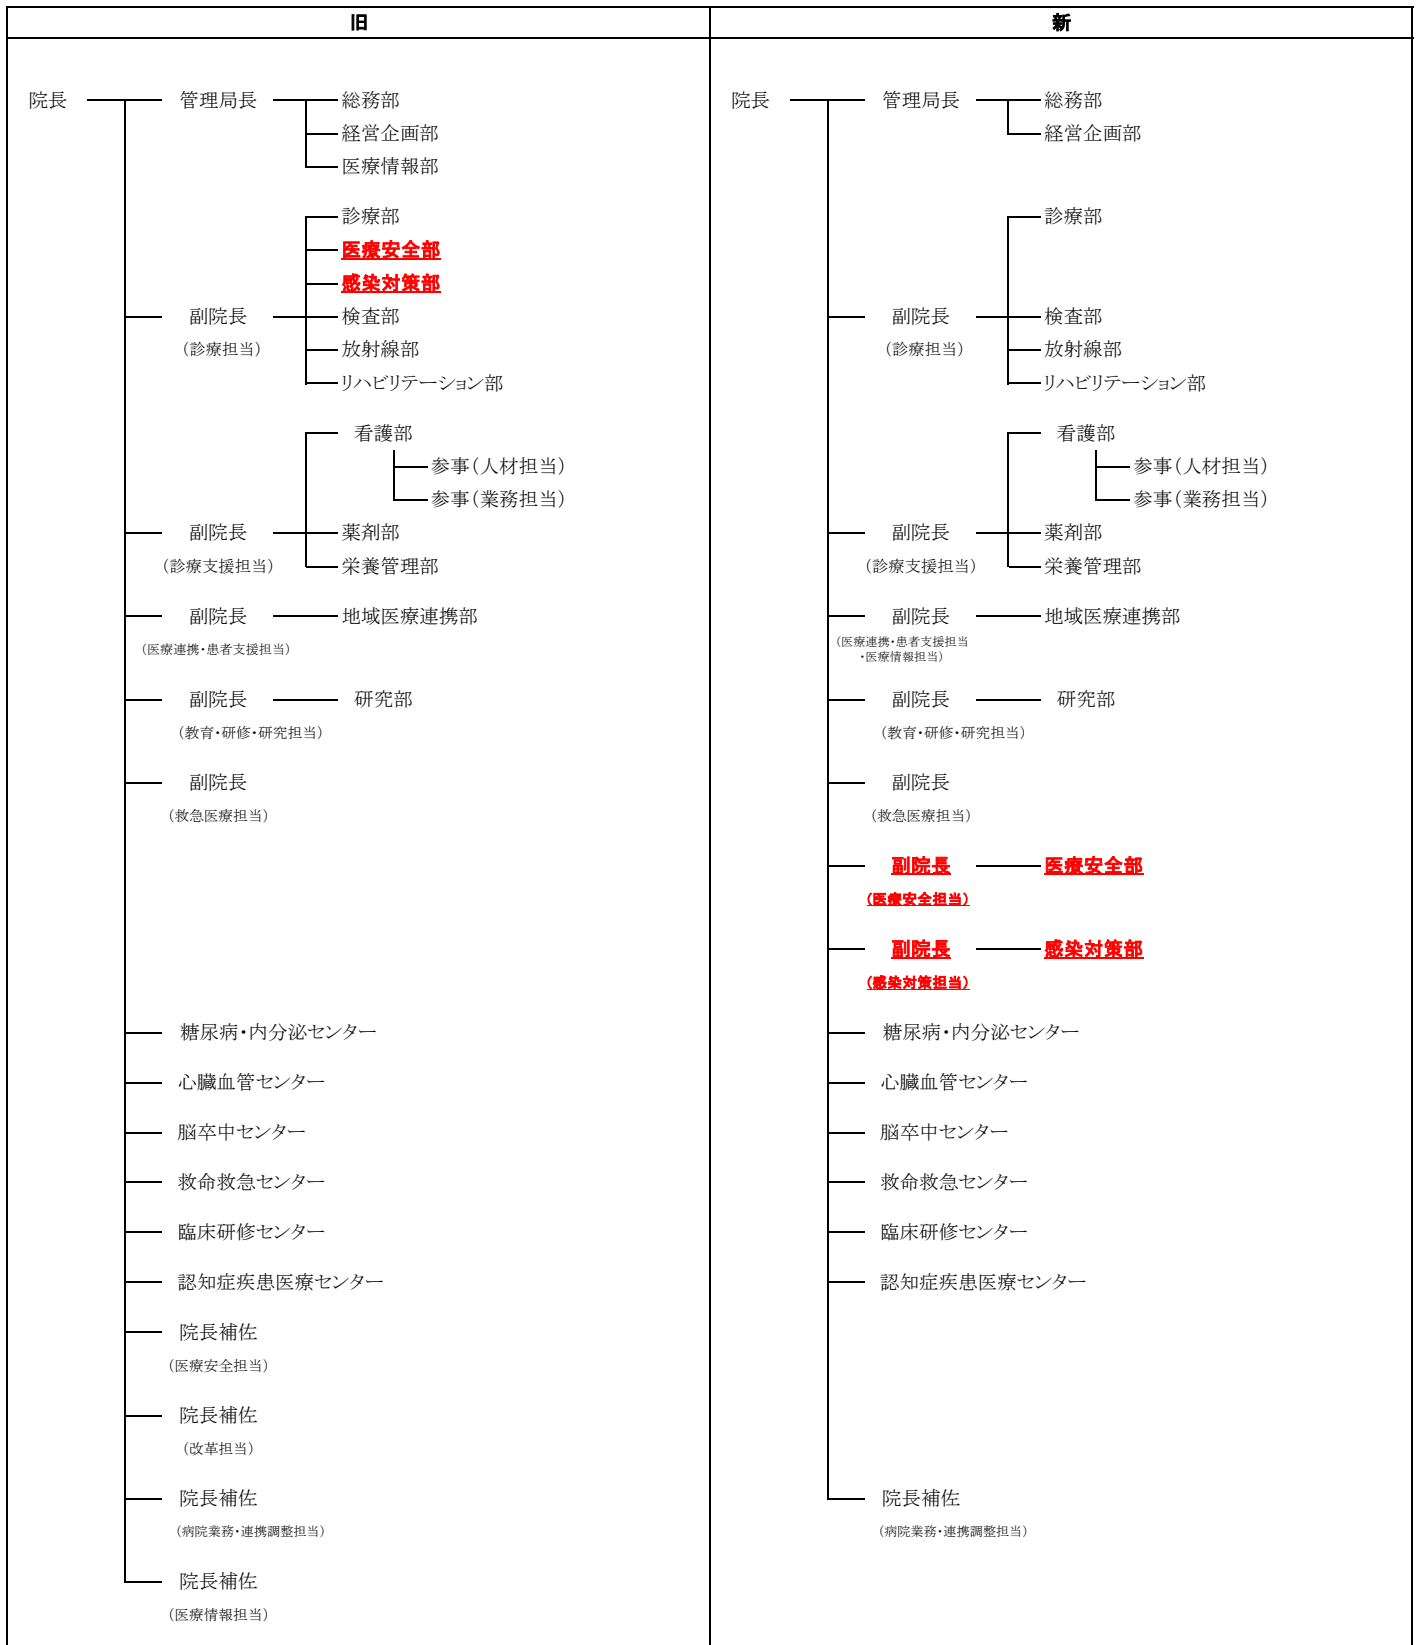 旧
院長
管理局長
総務部
経営企画部
医療情報部
診療部
医療安全部
感染対策部
副院長
検査部
（診療担当）
放射線部
リハビリテーション部
看護部
参事（人材担当）
参事（業務担当）
副院長
薬剤部
（診療支援担当）
栄養管理部
副院長
地域医療連携部
（医療連携・患者支援担当）
副院長
研究部
（教育・研修・研究担当）
副院長
（救急医療担当）
糖尿病・内分泌センター
心臓血管センター
脳卒中センター
救命救急センター
臨床研修センター
認知症疾患医療センター
院長補佐
（医療安全担当）
院長補佐
（改革担当）
院長補佐
（病院業務・連携調整担当）
院長補佐
（医療情報担当）
新
院長
管理局長
総務部
経営企画部
診療部
副院長
検査部
（診療担当）
放射線部
リハビリテーション部
看護部
参事（人材担当）
参事（業務担当）
副院長
薬剤部
（診療支援担当）
栄養管理部
副院長
地域医療連携部
（医療連携・患者支援担当
・医療情報担当）
副院長
研究部
（教育・研修・研究担当）
副院長
（救急医療担当）
副院長
医療安全部
（医療安全担当）
副院長
感染対策部
（感染対策担当）
糖尿病・内分泌センター
心臓血管センター
脳卒中センター
救命救急センター
臨床研修センター
認知症疾患医療センター
院長補佐
（病院業務・連携調整担当）